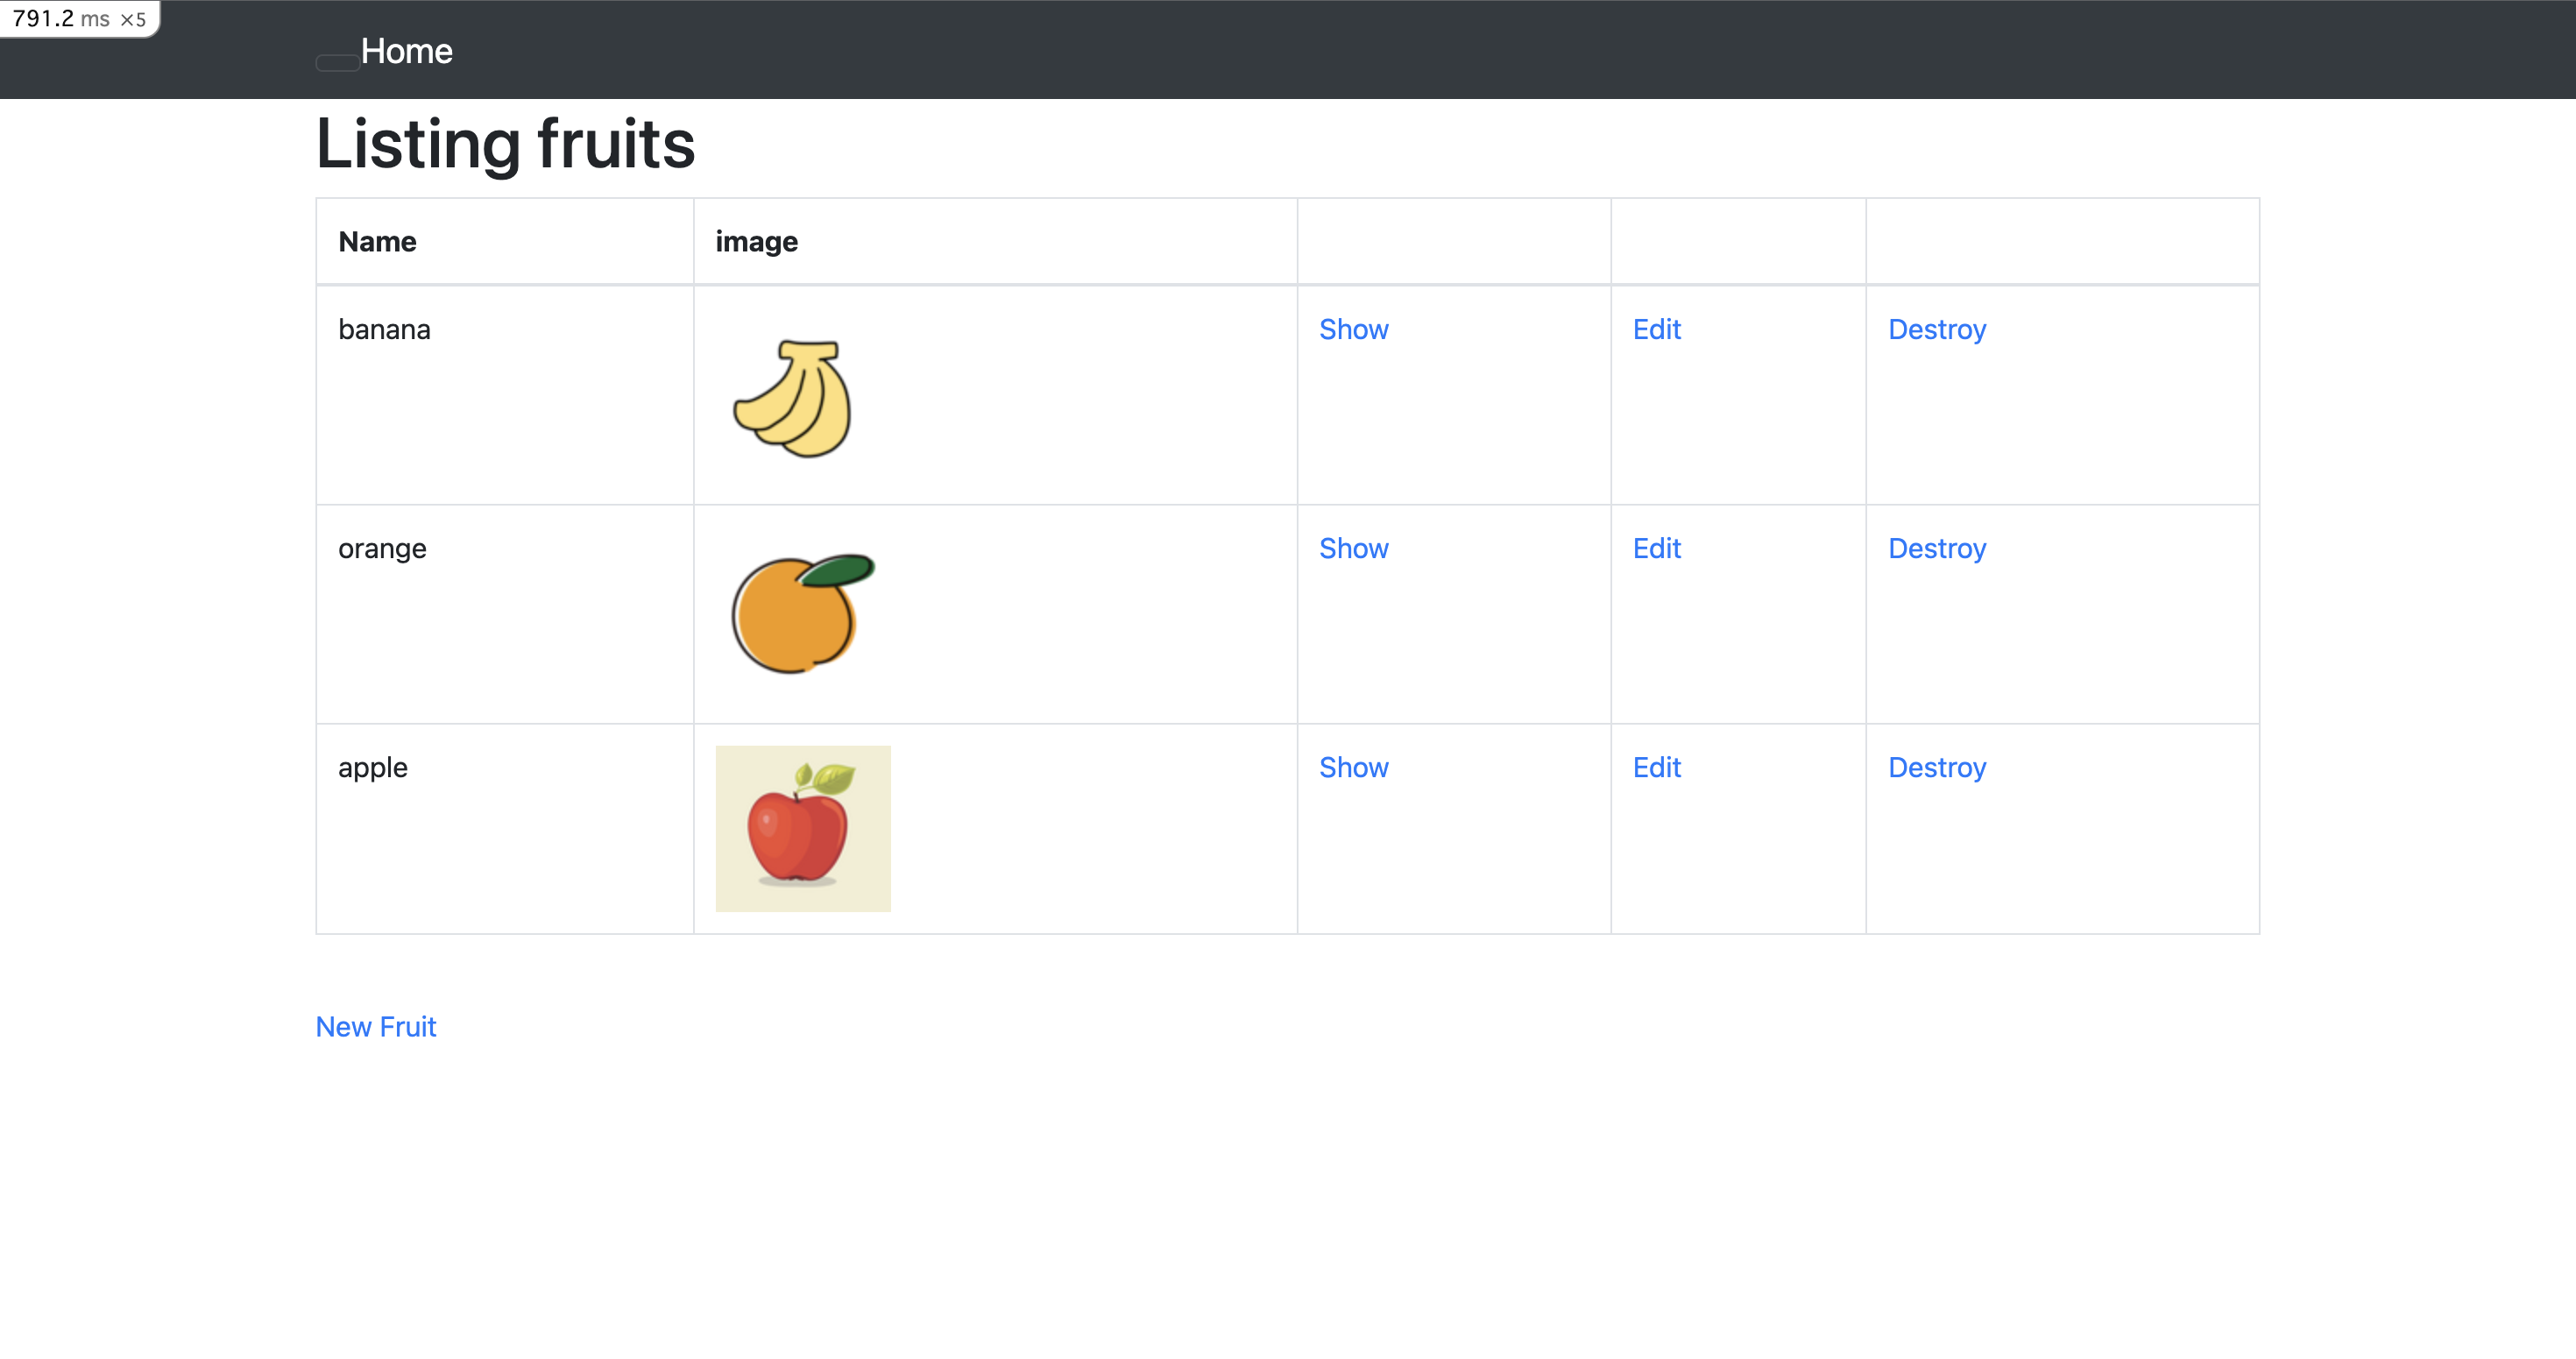 791.2 ms ×5
Home
Listing fruits
Name image
banana Show Edit Destroy
orange Show Edit Destroy
apple Show Edit Destroy
New Fruit